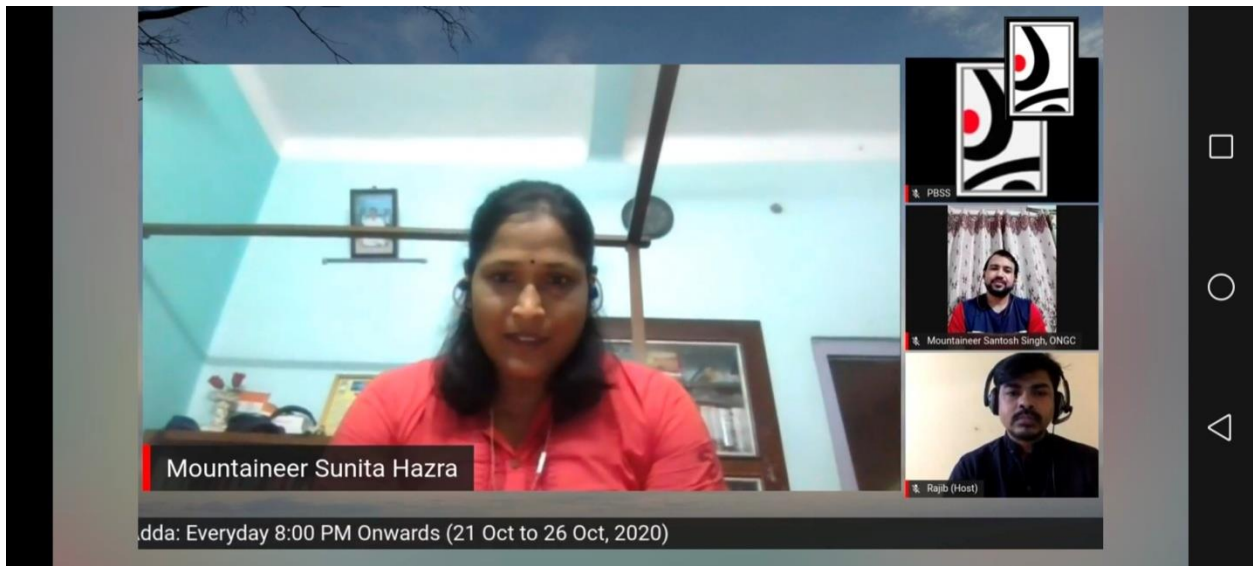 PBSS
Mountaineer Santosh Singh, ONGC
Mountaineer Sunita Hazra
Rajib (Host)
dda: Everyday 8:00 PM Onwards (21 Oct to 26 Oct, 2020)